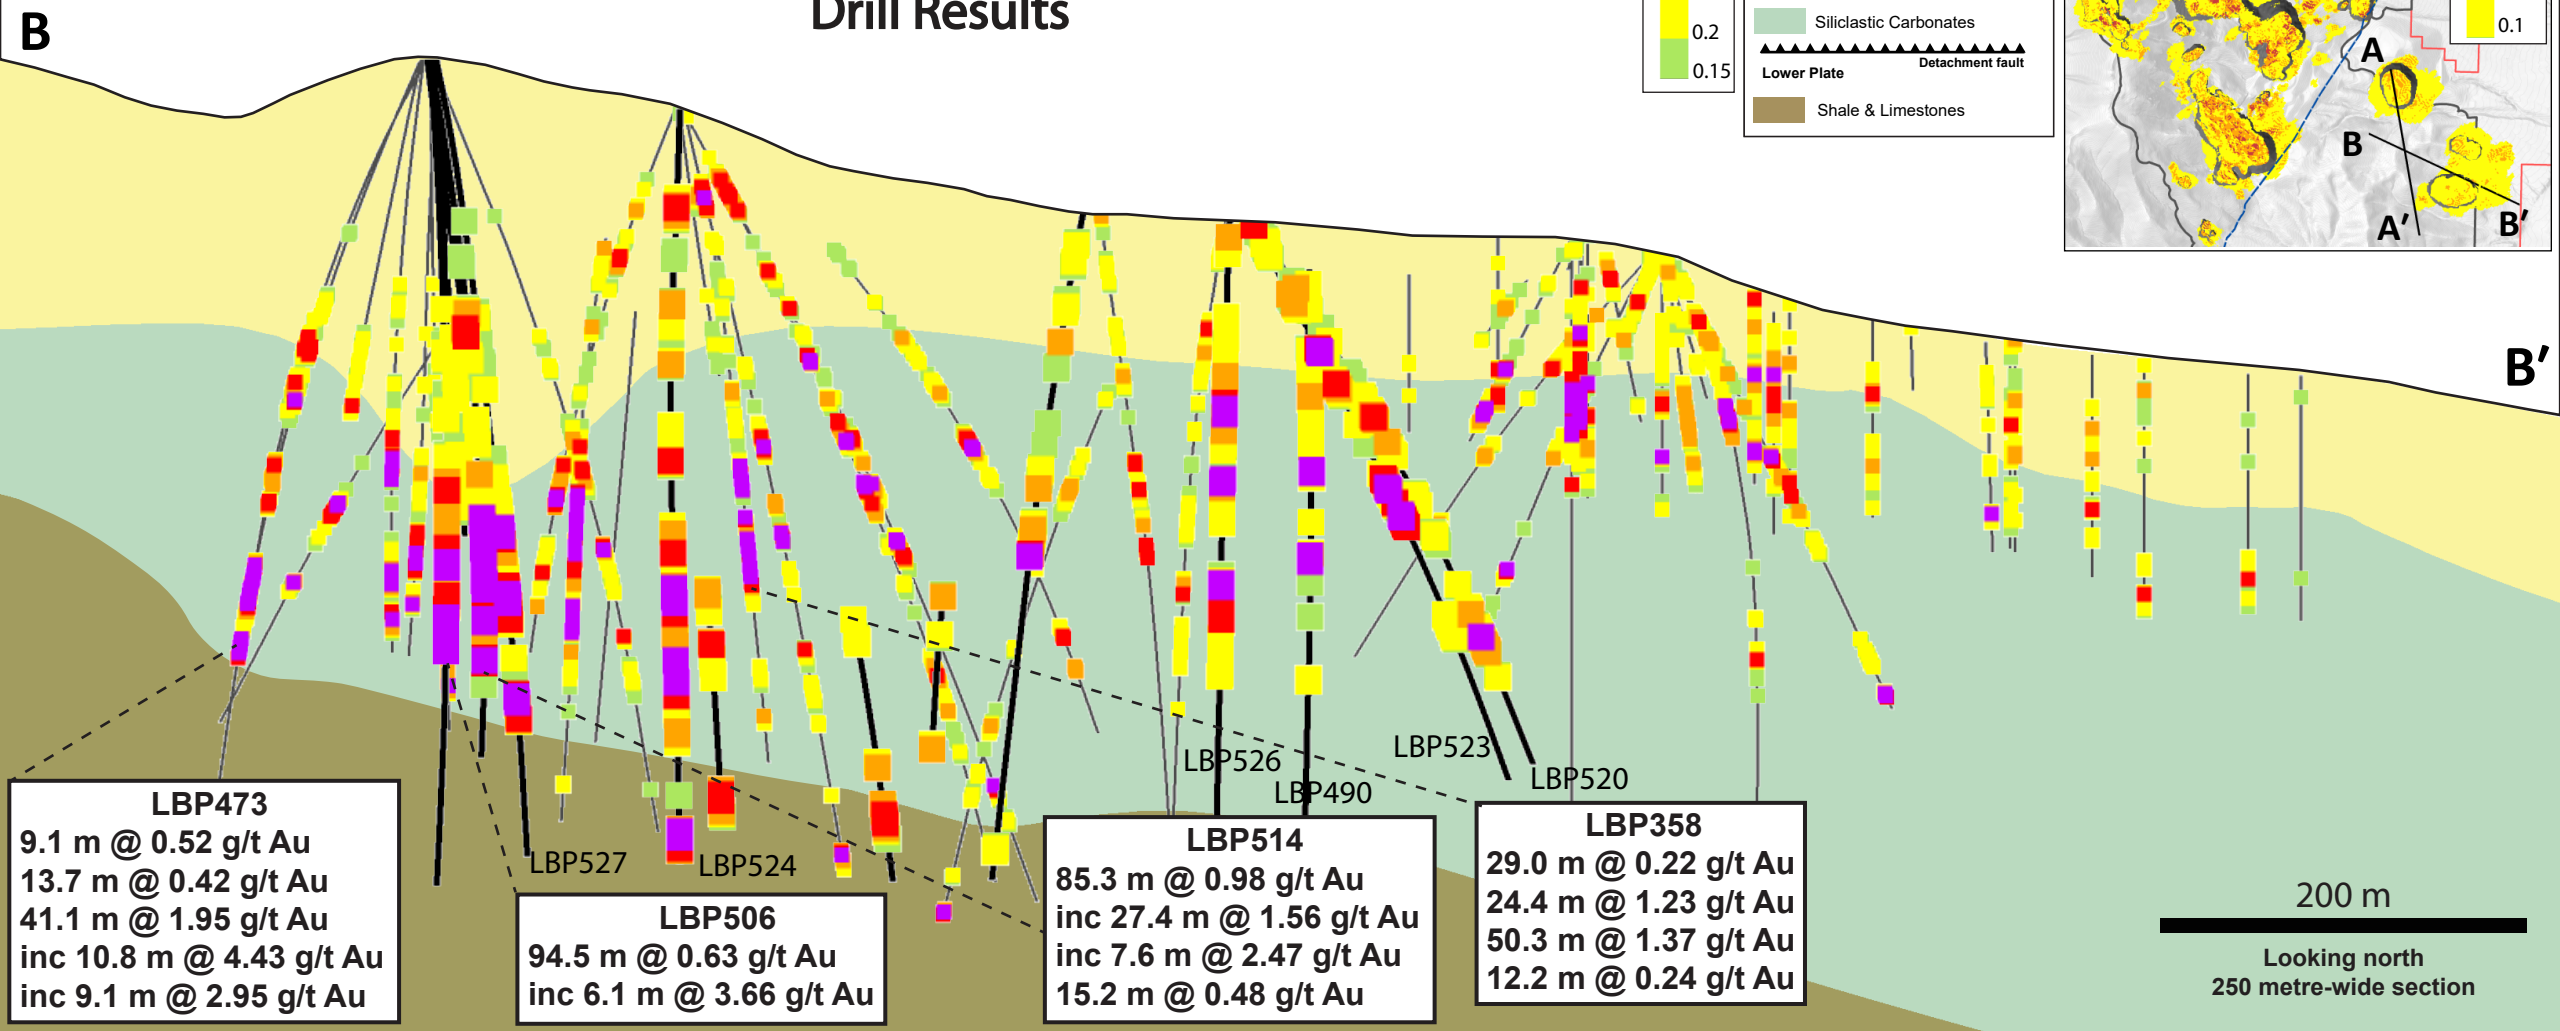 Drill Results
B
0.2
0.15
Siliclastic Carbonates
Detachment fault
Lower Plate
Shale & Limestones
0.1
A
B
A′
B′
B′
LBP526
LBP490
LBP523
LBP520
LBP527
LBP524
LBP473
9.1 m @ 0.52 g/t Au
13.7 m @ 0.42 g/t Au
41.1 m @ 1.95 g/t Au
inc 10.8 m @ 4.43 g/t Au
inc 9.1 m @ 2.95 g/t Au
LBP506
94.5 m @ 0.63 g/t Au
inc 6.1 m @ 3.66 g/t Au
LBP514
85.3 m @ 0.98 g/t Au
inc 27.4 m @ 1.56 g/t Au
inc 7.6 m @ 2.47 g/t Au
15.2 m @ 0.48 g/t Au
LBP358
29.0 m @ 0.22 g/t Au
24.4 m @ 1.23 g/t Au
50.3 m @ 1.37 g/t Au
12.2 m @ 0.24 g/t Au
200 m
Looking north
250 metre-wide section